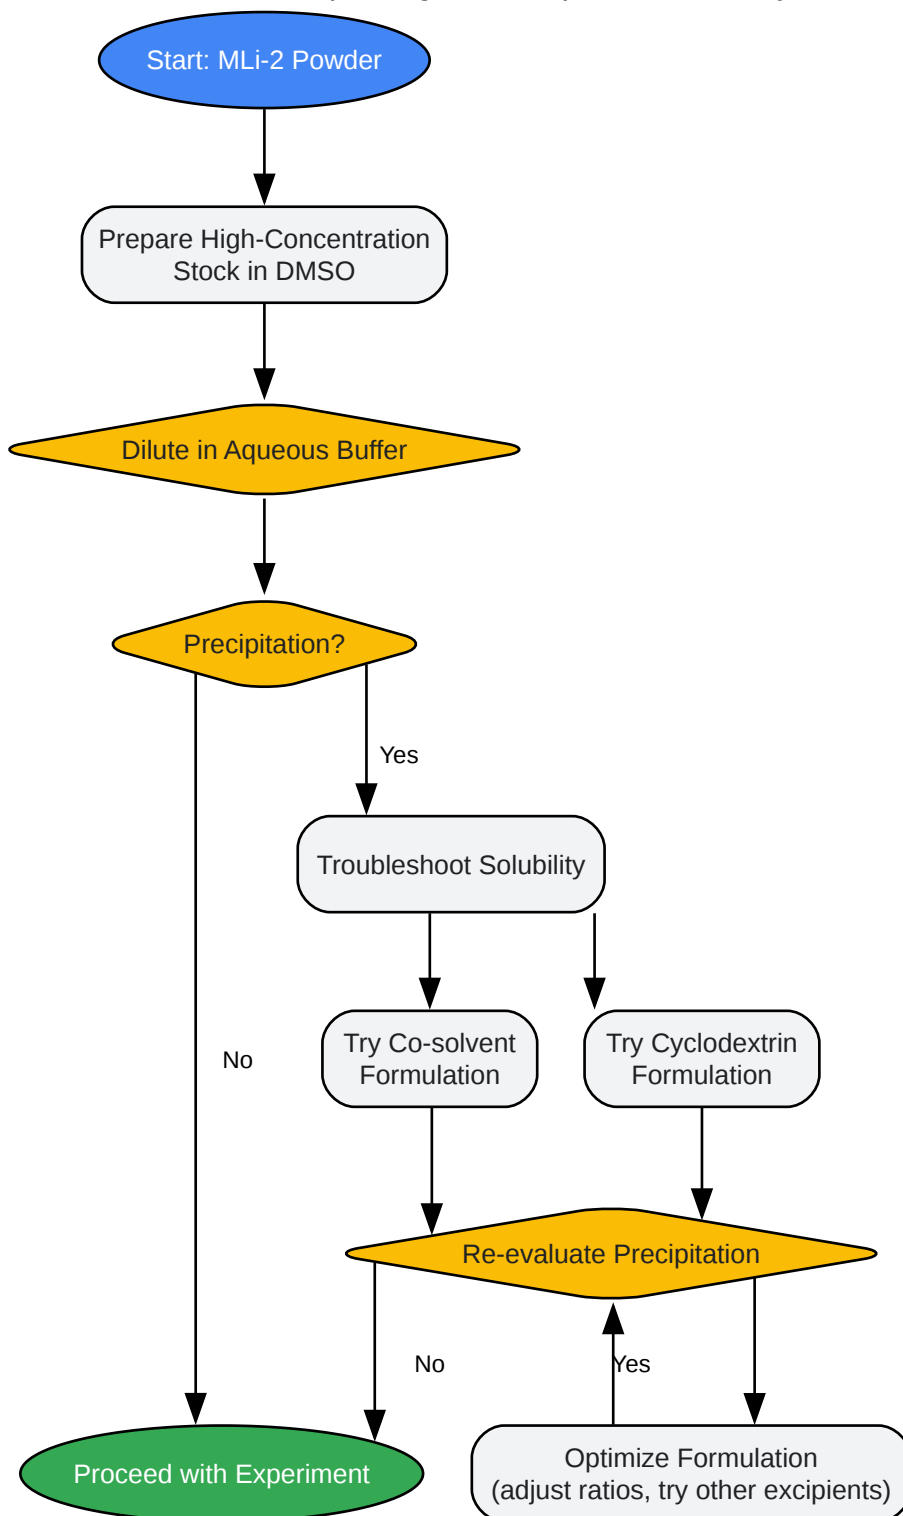 Start: MLi-2 Powder
Prepare High-Concentration
Stock in DMSO
Dilute in Aqueous Buffer
Precipitation?
Yes
Troubleshoot Solubility
Try Co-solvent
Formulation
Try Cyclodextrin
Formulation
No
Re-evaluate Precipitation
No
Yes
Proceed with Experiment
Optimize Formulation
(adjust ratios, try other excipients)